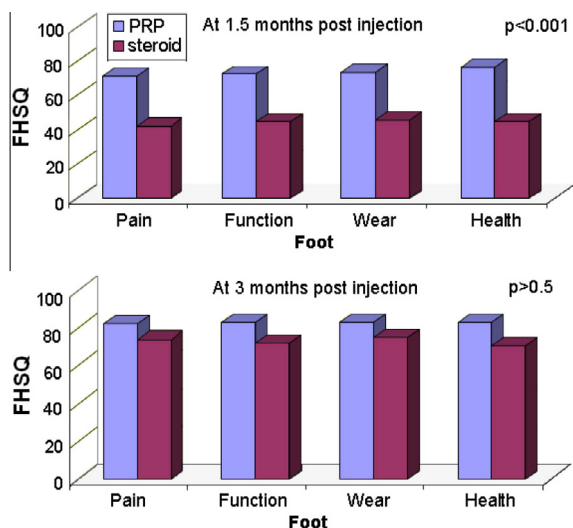 At 1.5 months post injection
p<0.001
PRP
steroid
FHSQ
100
80
60
40
20
0
Pain Function Wear Health
Foot
At 3 months post injection
p>0.5
FHSQ
100
80
60
40
20
0
Pain Function Wear Health
Foot